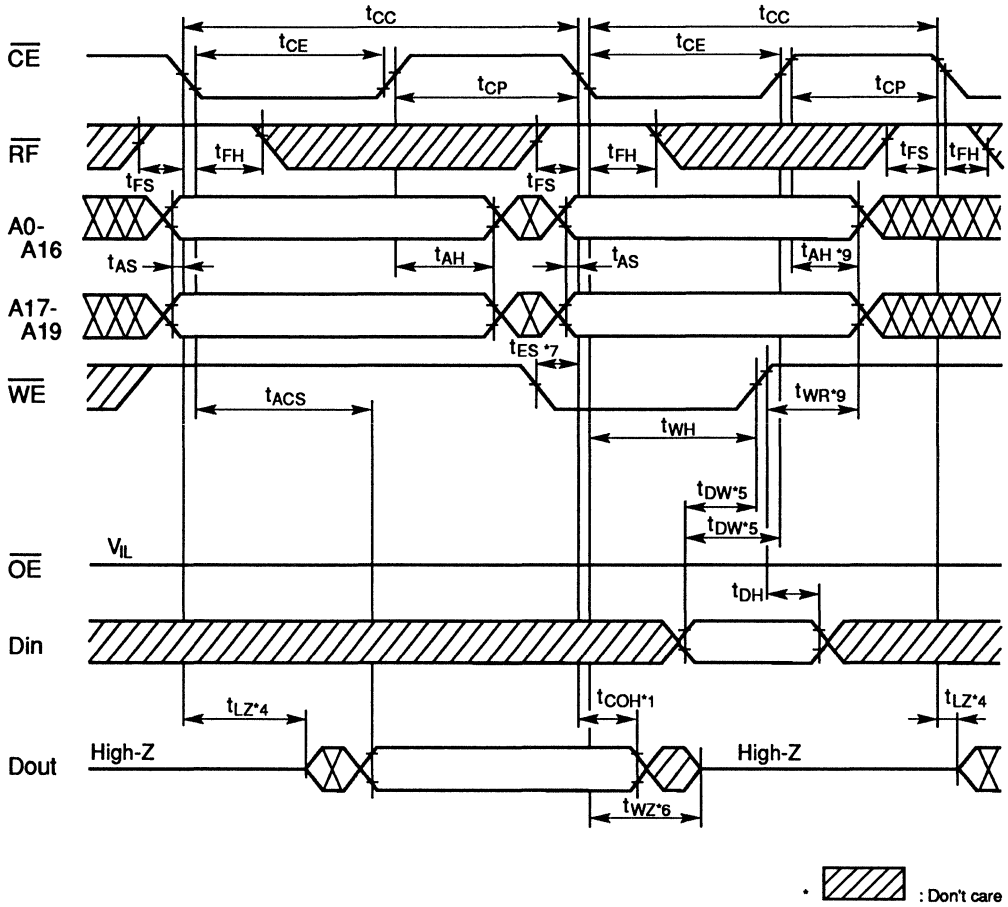 tCC tCC
tCE tCE
CE
tCP tCP
RF
tFS tFH tFS tFH tFS tFH
A0-
A16
tAS tAH tAS tAH *9
A17-
A19
tES *7
WE
tACS tWR*9
tWH
tDW*5
tDW*5
VIL
OE
tDH
Din
tLZ*4 tCOH*1 tLZ*4
High-Z High-Z
Dout
tWZ*6
* : Don't care